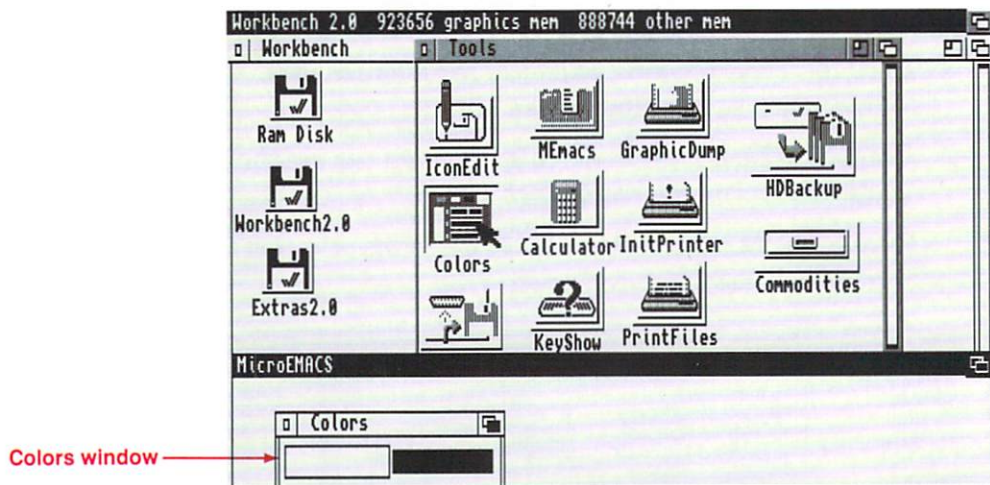 Workbench 2.0 923656 graphics mem 888744 other mem
Workbench
Tools
Ram Disk
IconEdit
MEmacs
GraphicDump
HDBackup
Workbench2.0
Colors
Calculator
InitPrinter
Commodities
Extras2.0
KeyShow
PrintFiles
MicroEMACS
Colors
Colors window